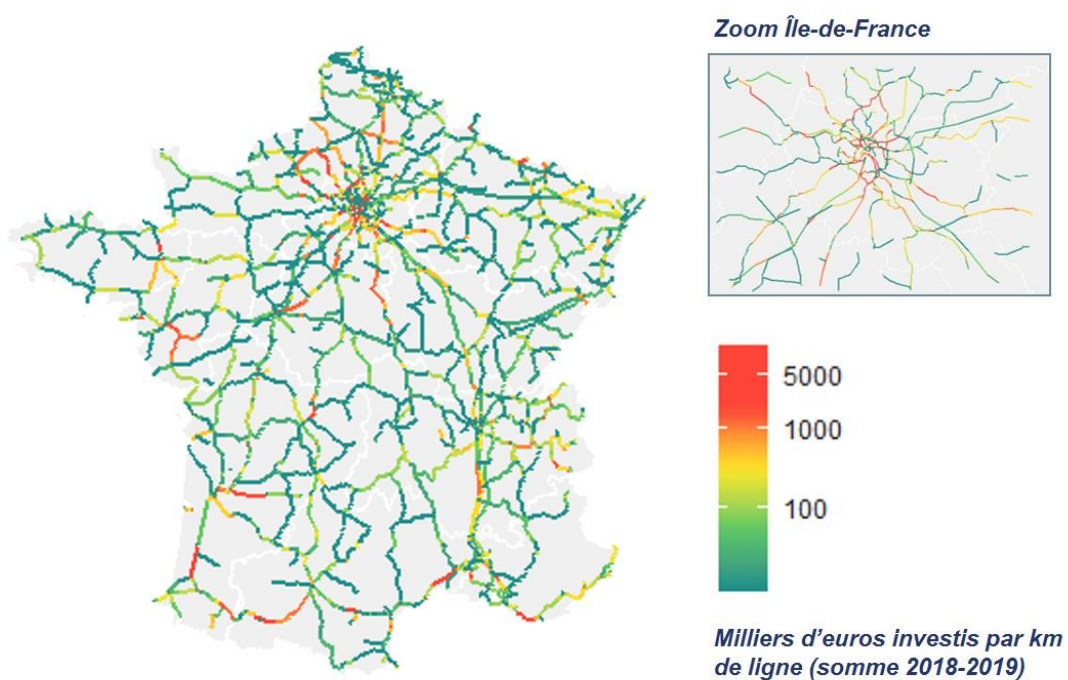 Zoom Île-de-France
5000
1000
100
Milliers d'euros investis par km
de ligne (somme 2018-2019)